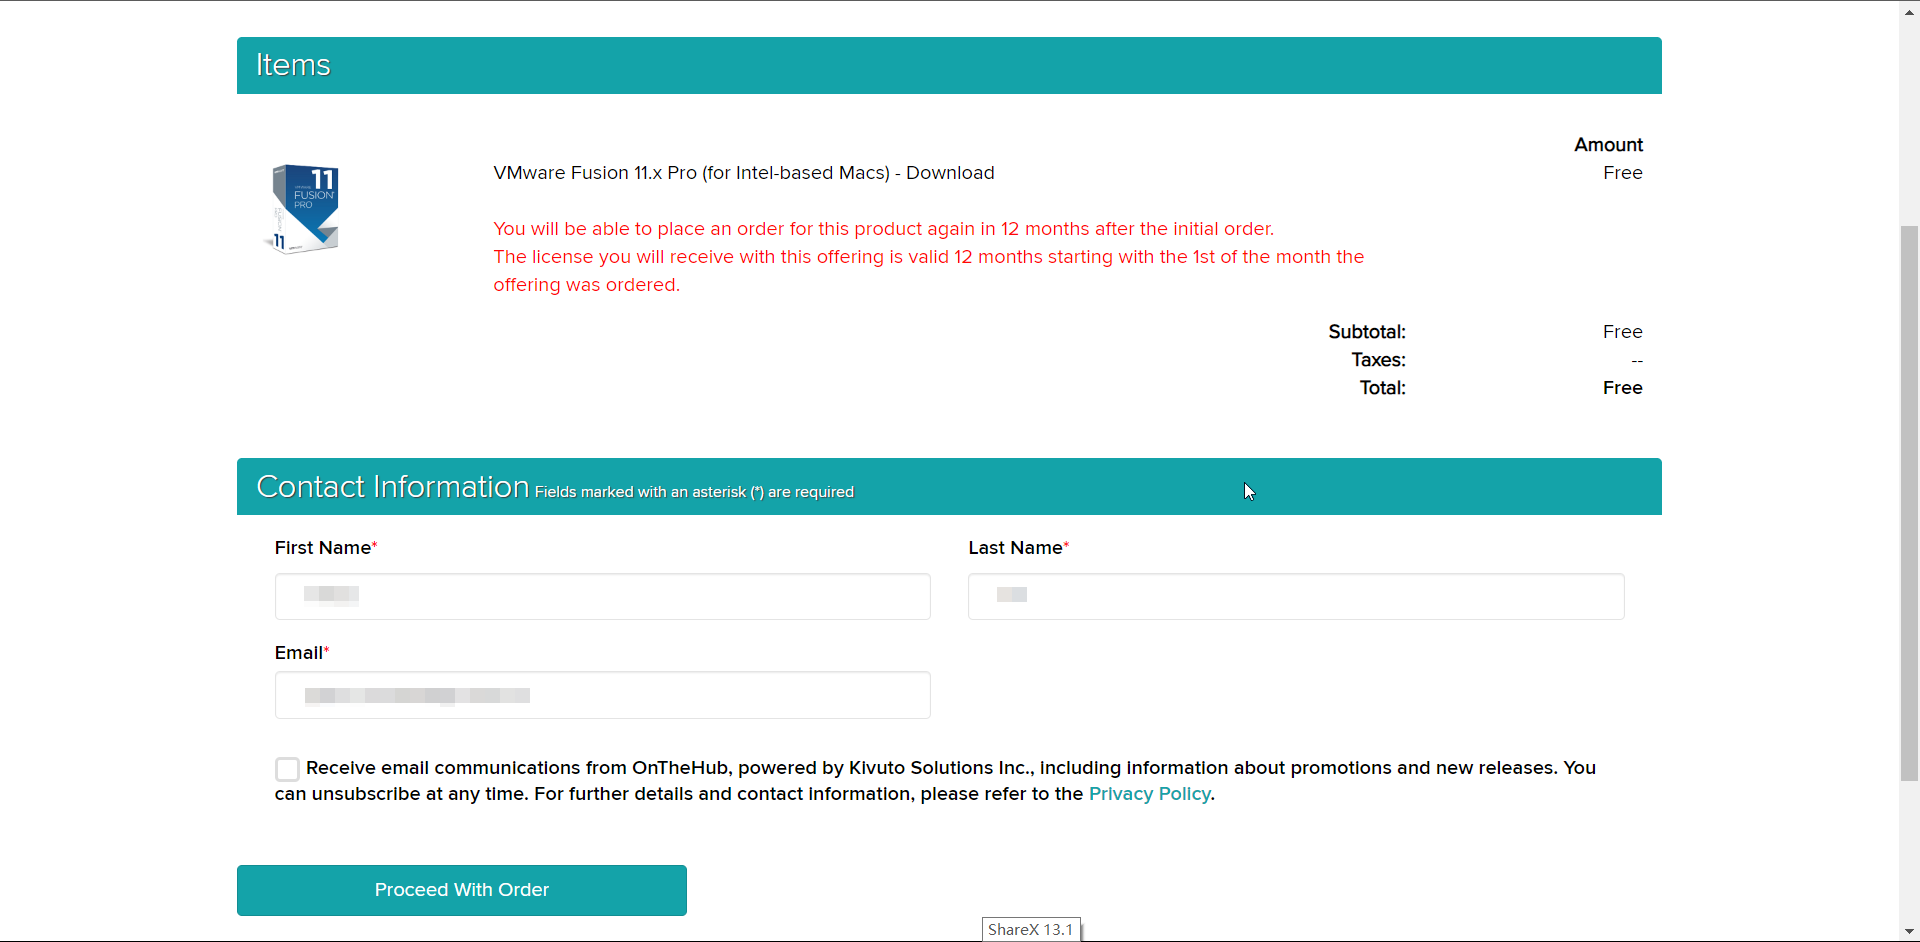 Items
Amount
VMware Fusion 11.x Pro (for Intel-based Macs) - Download
Free
11
FUSION
PRO
11
You will be able to place an order for this product again in 12 months after the initial order.
The license you will receive with this offering is valid 12 months starting with the 1st of the month the
offering was ordered.
Subtotal: Free
Taxes: --
Total: Free
Contact Information Fields marked with an asterisk (*) are required
First Name*
Last Name*
Email*
Receive email communications from OnTheHub, powered by Kivuto Solutions Inc., including information about promotions and new releases. You
can unsubscribe at any time. For further details and contact information, please refer to the Privacy Policy.
Proceed With Order
ShareX 13.1